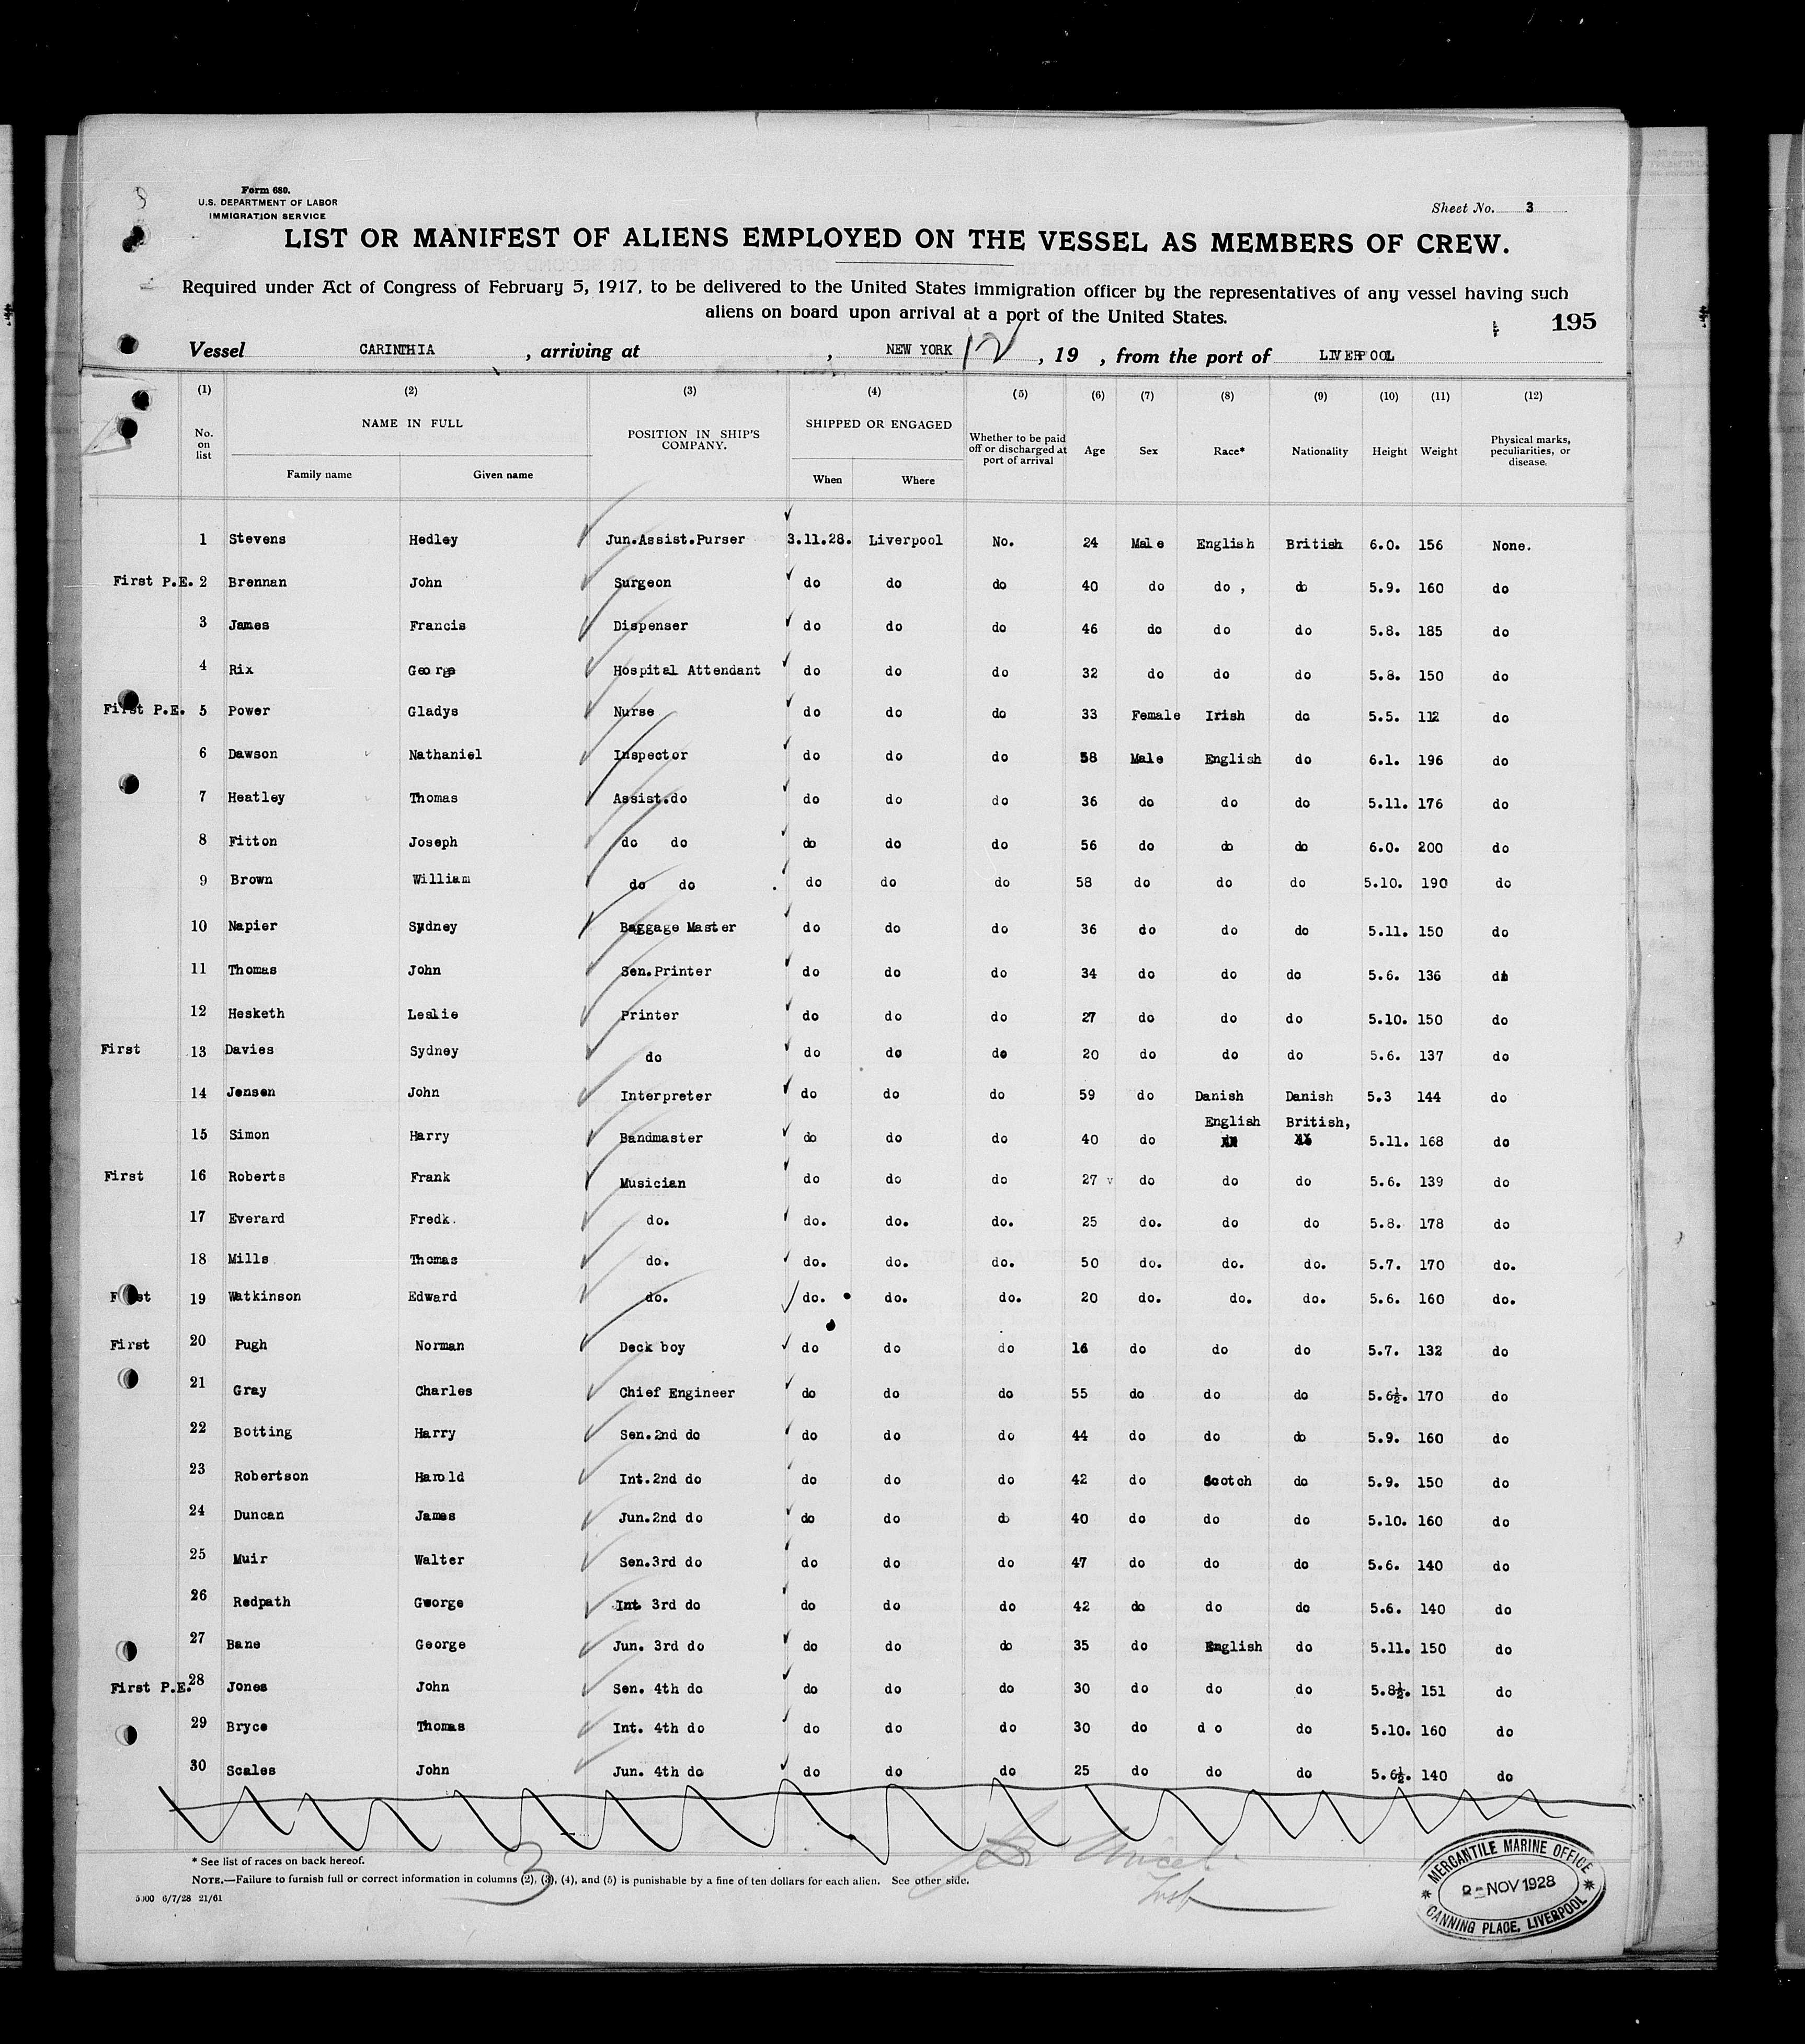 Form 680.
U.S. DEPARTMENT OF LABOR
IMMIGRATION SERVICE
Sheet No. 3
LIST OR MANIFEST OF ALIENS EMPLOYED ON THE VESSEL AS MEMBERS OF CREW.
Required under Act of Congress of February 5, 1917, to be delivered to the United States immigration officer by the representatives of any vessel having such
aliens on board upon arrival at a port of the United States.
195
Vessel CARINTHIA , arriving at , NEW YORK 12 , 19 , from the port of LIVERPOOL
(1) (2) (3) (4) (5) (6) (7) (8) (9) (10) (11) (12)
No. on list NAME IN FULL POSITION IN SHIP'S COMPANY. SHIPPED OR ENGAGED Whether to be paid off or discharged at port of arrival Age Sex Race* Nationality Height Weight Physical marks, peculiarities, or disease.
Family name Given name When Where
1 Stevens Hedley Jun.Assist.Purser 3.11.28. Liverpool No. 24 Male English British 6.0. 156 None.
First P.E. 2 Brennan John Surgeon do do do 40 do do , do 5.9. 160 do
3 James Francis Dispenser do do do 46 do do do 5.8. 185 do
4 Rix George Hospital Attendant do do do 32 do do do 5.8. 150 do
First P.E. 5 Power Gladys Nurse do do do 33 Female Irish do 5.5. 112 do
6 Dawson Nathaniel Inspector do do do 58 Male English do 6.1. 196 do
7 Heatley Thomas Assist.do do do do 36 do do do 5.11. 176 do
8 Fitton Joseph do do do do do 56 do do do 6.0. 200 do
9 Brown William do do do do do 58 do do do 5.10. 190 do
10 Napier Sydney Baggage Master do do do 36 do do do 5.11. 150 do
11 Thomas John Sen.Printer do do do 34 do do do 5.6. 136 do
12 Hesketh Leslie Printer do do do 27 do do do 5.10. 150 do
First 13 Davies Sydney do do do do 20 do do do 5.6. 137 do
14 Jensen John Interpreter do do do 59 do Danish Danish 5.3 144 do
English British,
15 Simon Harry Bandmaster do do do 40 do 5.11. 168 do
First 16 Roberts Frank Musician do do do 27 do do do 5.6. 139 do
17 Everard Fredk. do. do. do. do. 25 do. do do 5.8. 178 do
18 Mills Thomas do. do. do. do. 50 do. do. do. 5.7. 170 do.
First 19 Watkinson Edward do. do. do. do. 20 do. do. do. 5.6. 160 do.
First 20 Pugh Norman Deck boy do do do 16 do do do 5.7. 132 do
21 Gray Charles Chief Engineer do do do 55 do do do 5.6½. 170 do
22 Botting Harry Sen.2nd do do do do 44 do do do 5.9. 160 do
23 Robertson Harold Int.2nd do do do do 42 do Scotch do 5.9. 150 do
24 Duncan James Jun.2nd do do do do 40 do do do 5.10. 160 do
25 Muir Walter Sen.3rd do do do do 47 do do do 5.6. 140 do
26 Redpath Gworge Int 3rd do do do do 42 do do do 5.6. 140 do
27 Bane George Jun. 3rd do do do do 35 do English do 5.11. 150 do
First P.E. 28 Jones John Sen. 4th do do do do 30 do do do 5.8½. 151 do
29 Bryce Thomas Int. 4th do do do do 30 do d o do 5.10. 160 do
30 Scales John Jun. 4th do do do do 25 do do do 5.6½. 140 do
* See list of races on back hereof.
NOTE.—Failure to furnish full or correct information in columns (2), (3), (4), and (5) is punishable by a fine of ten dollars for each alien. See other side.
5000 6/7/28 21/61
3
Insp
MERCANTILE MARINE OFFICE
2 - NOV 1928
CANNING PLACE, LIVERPOOL